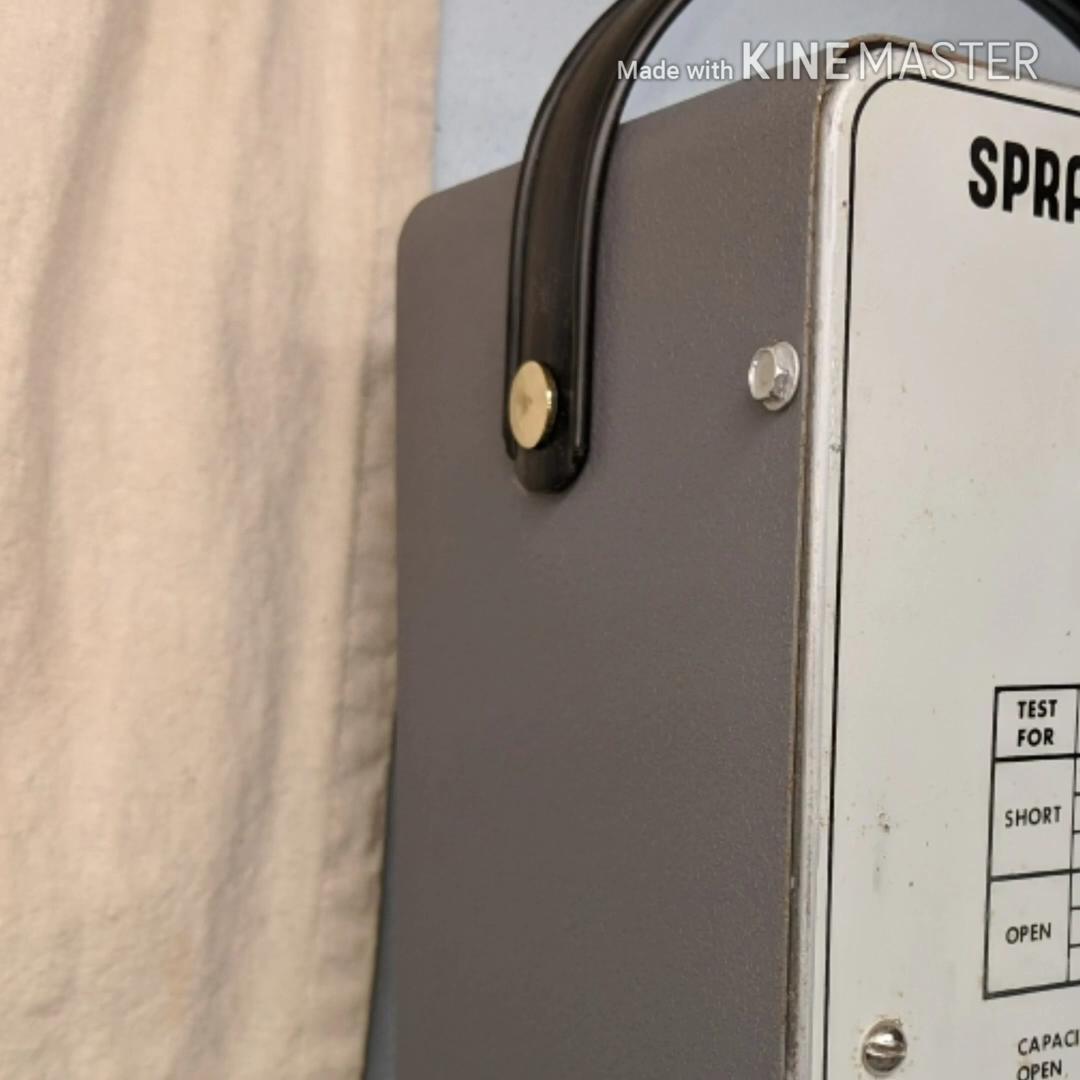 Made with KINEMASTER
SPRA
TEST
FOR
SHORT
OPEN
CAPACI
OPEN,